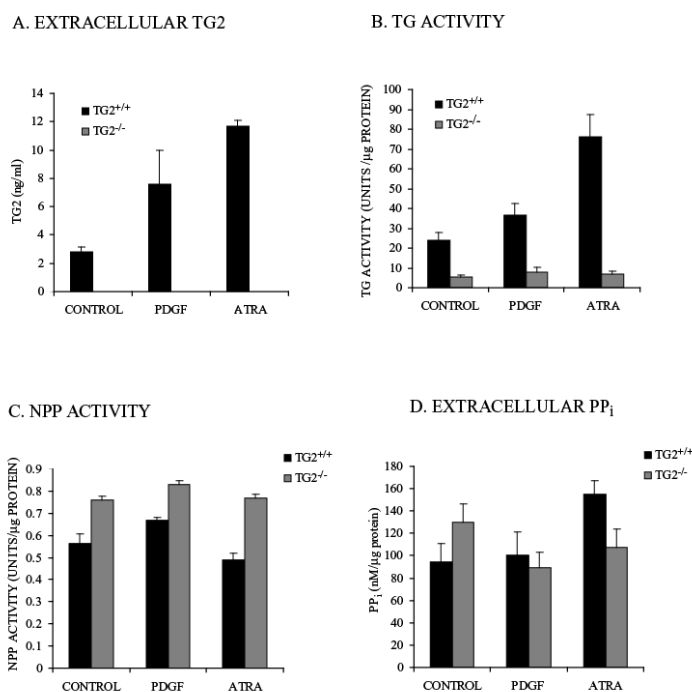 A. EXTRACELLULAR TG2
B. TG ACTIVITY
TG2 (ng/ml)
14
12
10
8
6
4
2
0
TG2+/+
TG2-/-
CONTROL PDGF ATRA
TG ACTIVITY (UNITS /µg PROTEIN)
100
90
80
70
60
50
40
30
20
10
0
TG2+/+
TG2-/-
CONTROL PDGF ATRA
C. NPP ACTIVITY
D. EXTRACELLULAR PPi
NPP ACTIVITY (UNITS/µg PROTEIN)
0.9
0.8
0.7
0.6
0.5
0.4
0.3
0.2
0.1
0
TG2+/+
TG2-/-
CONTROL PDGF ATRA
PPi (nM/µg protein)
180
160
140
120
100
80
60
40
20
0
TG2+/+
TG2-/-
CONTROL PDGF ATRA